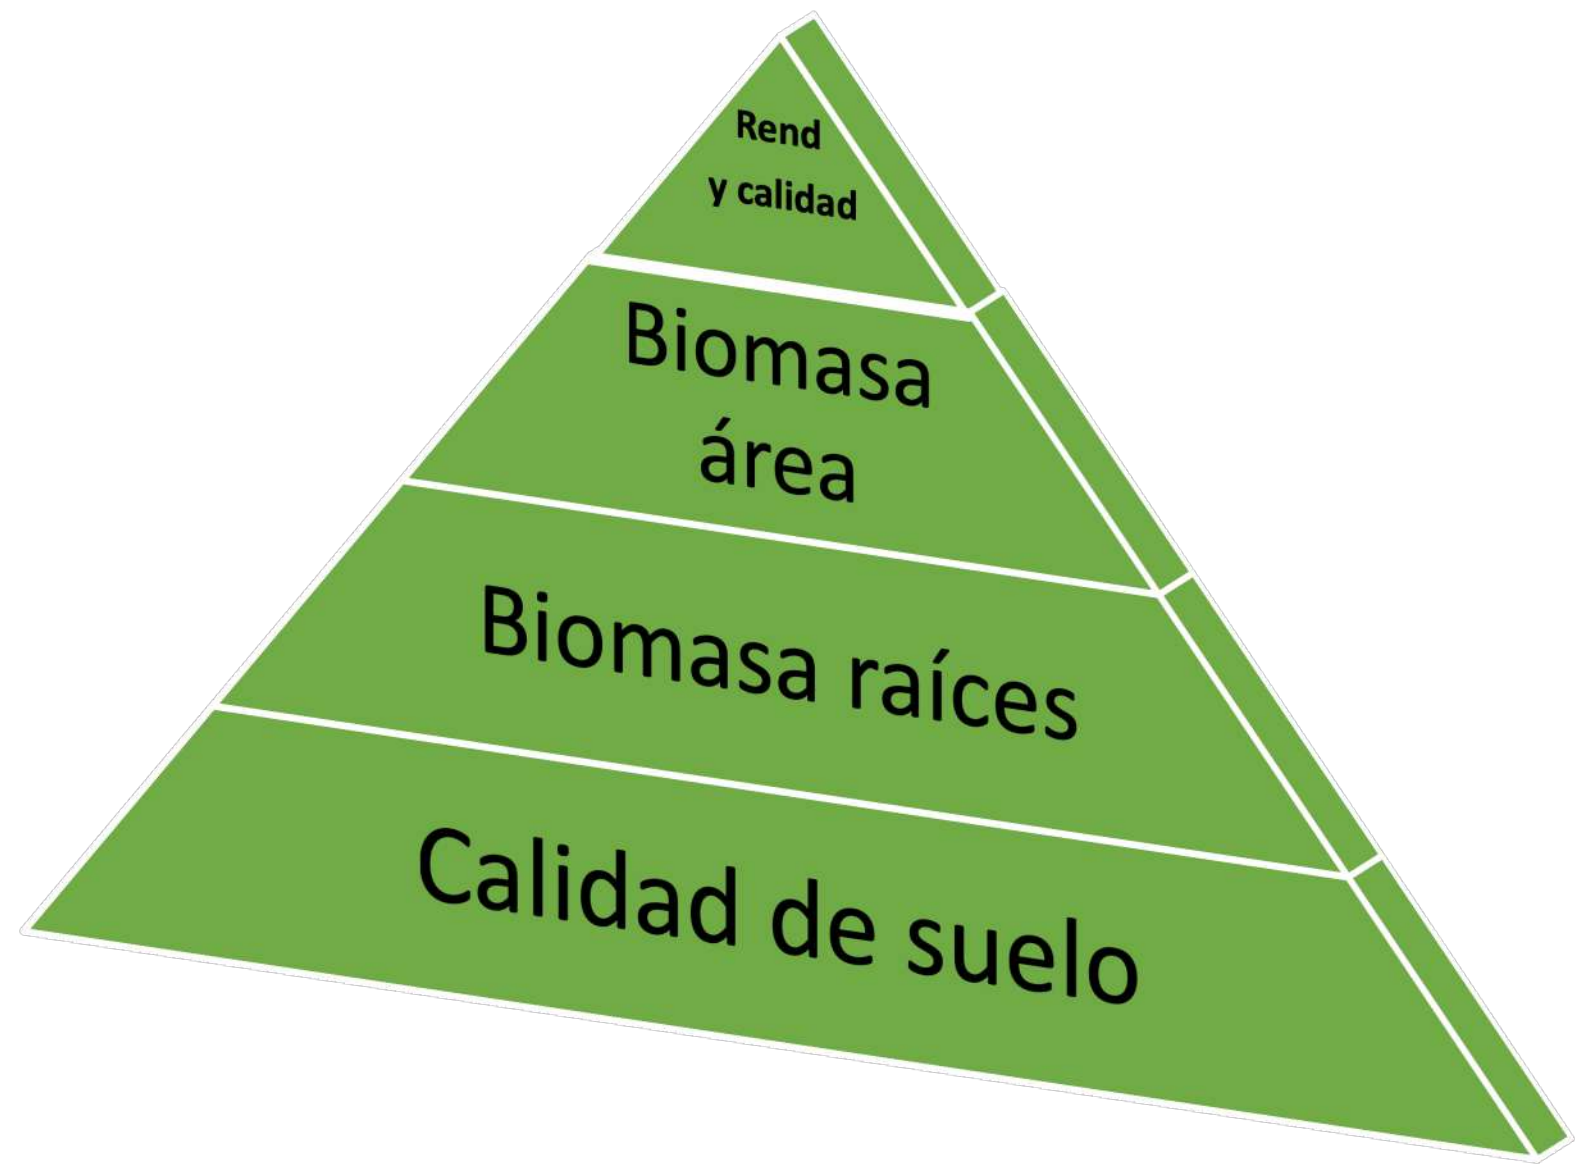 Rend
y calidad
Biomasa
área
Biomasa raíces
Calidad de suelo